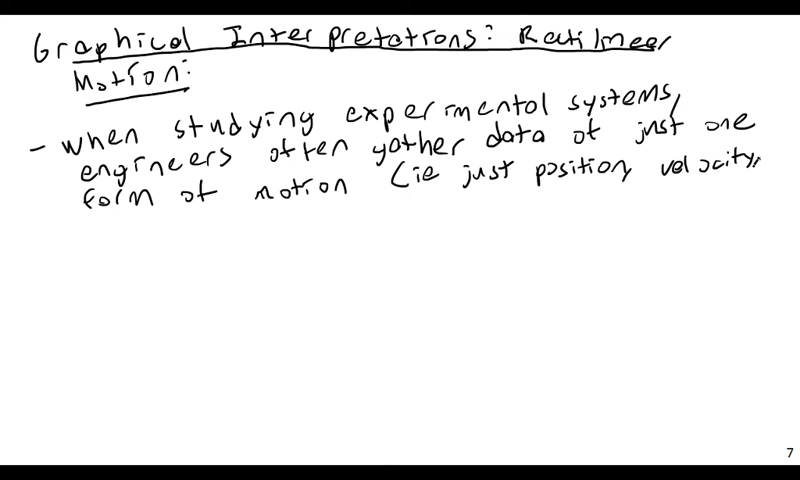 Graphical Interpretations: Ratilinear
Motion:
- when studying experimental systems,
engineers often gather data of just one
form of motion (ie just position, velocity,
7